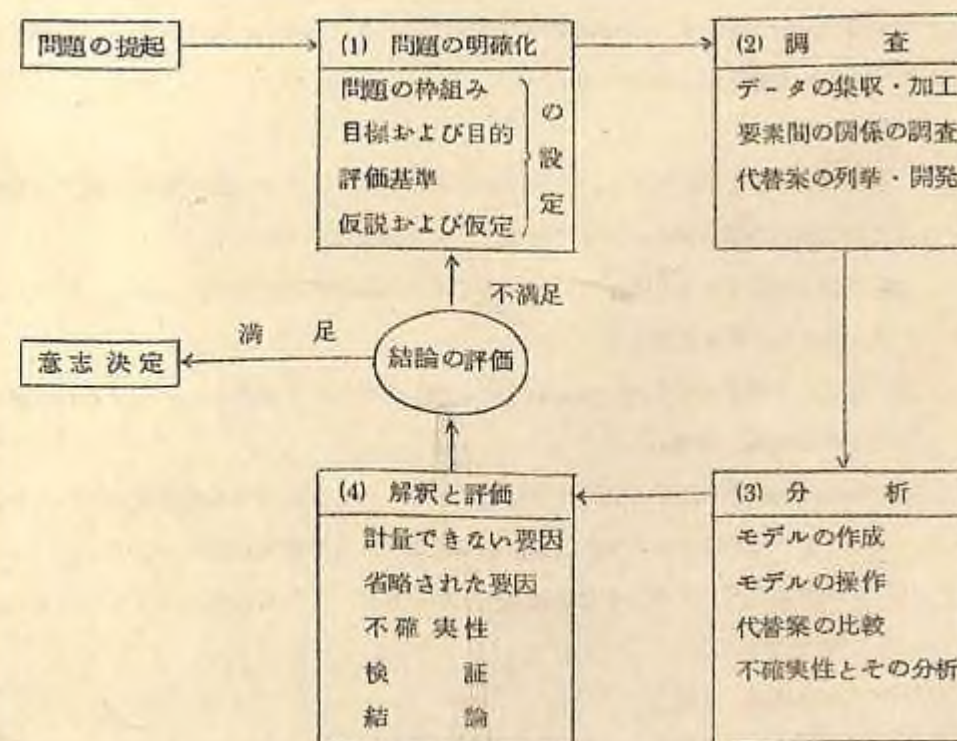 問題の提起
(1) 問題の明確化
問題の枠組み
目標および目的
評価基準
仮説および仮定
の設定
(2) 調 査
データの集収・加工
要素間の関係の調査
代替案の列挙・開発
(3) 分 析
モデルの作成
モデルの操作
代替案の比較
不確実性とその分析
(4) 解釈と評価
計量できない要因
省略された要因
不確実性
検 証
結 論
結論の評価
不満足
満 足
意志決定